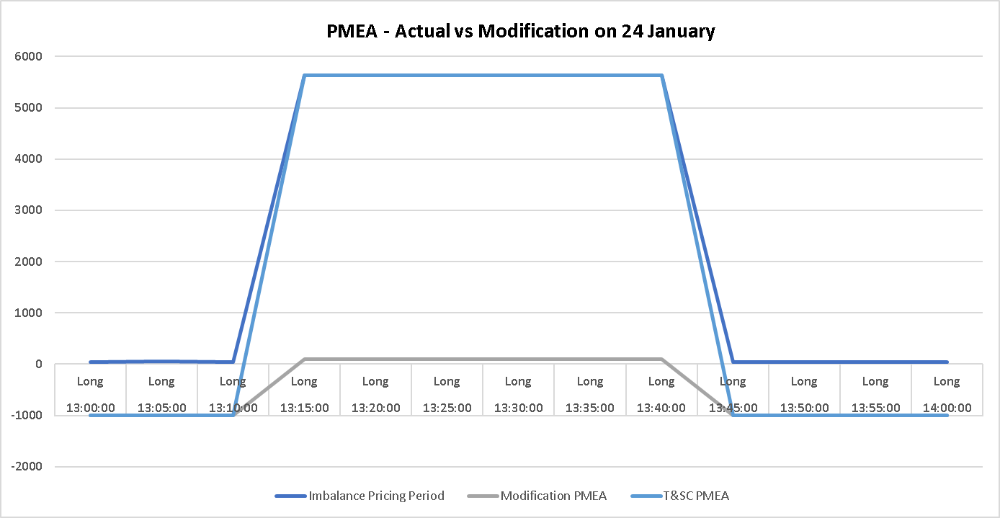 PMEA - Actual vs Modification on 24 January
6000
5000
4000
3000
2000
1000
0
Long Long Long Long Long Long Long Long Long Long Long Long Long
13:00:00 13:05:00 13:10:00 13:15:00 13:20:00 13:25:00 13:30:00 13:35:00 13:40:00 13:45:00 13:50:00 13:55:00 14:00:00
-1000
-2000
Imbalance Pricing Period Modification PMEA T&SC PMEA